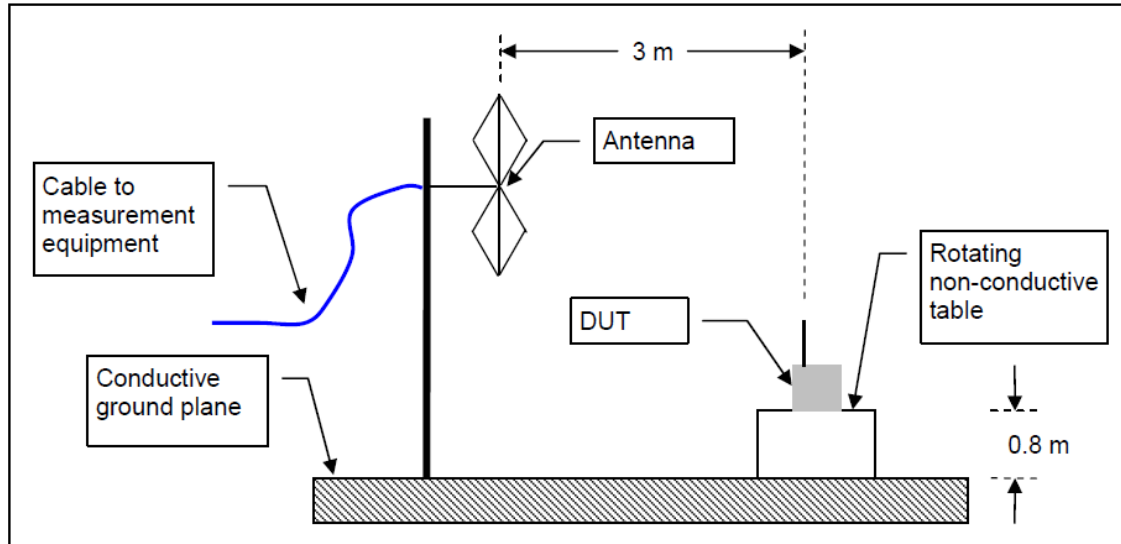 3 m
Antenna
Cable to
measurement
equipment
Rotating
non-conductive
table
DUT
Conductive
ground plane
0.8 m